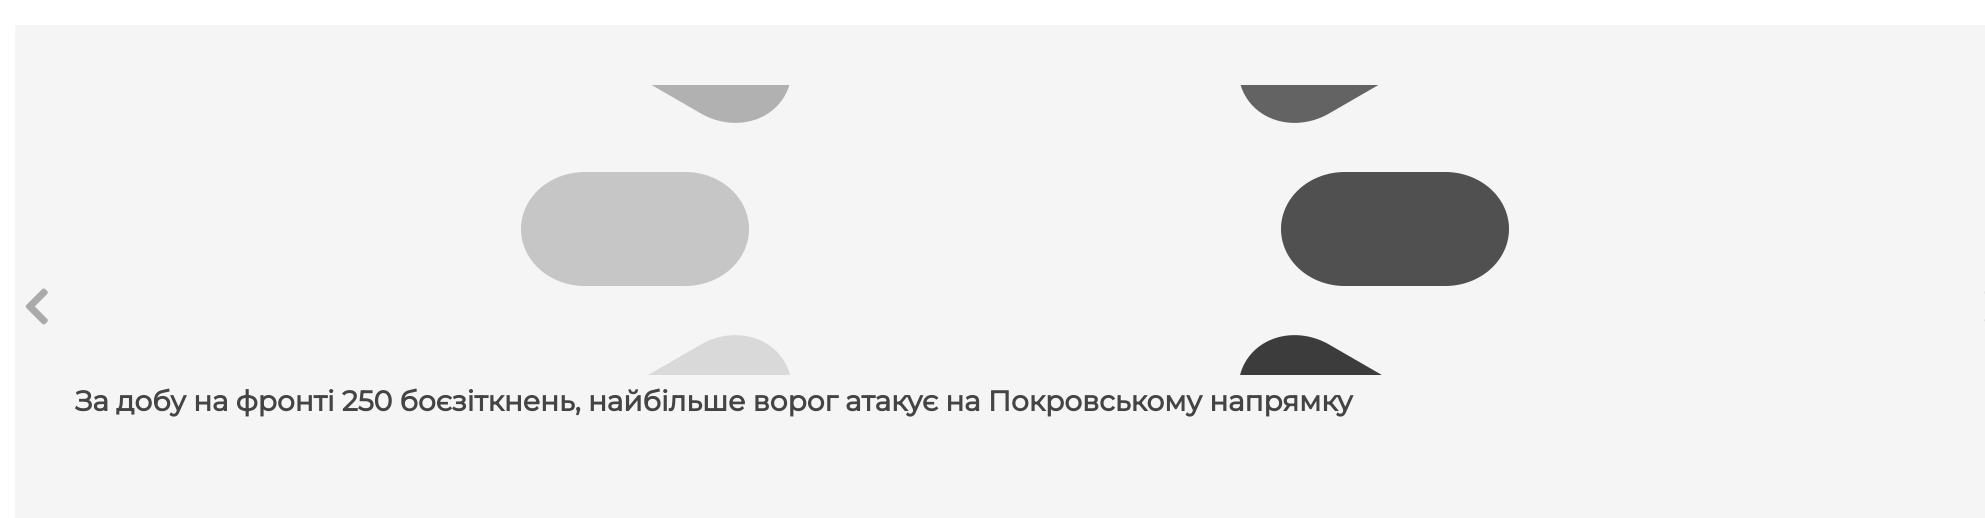 За добу на фронті 250 боєзіткнень, найбільше ворог атакує на Покровському напрямку